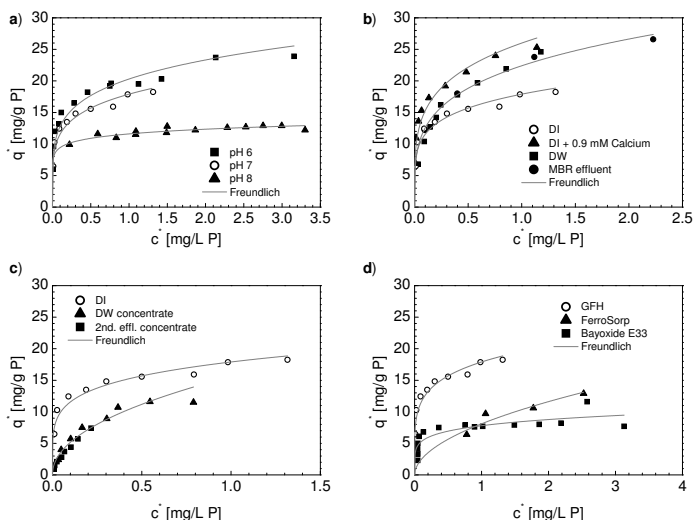 a)
30
25
20
15
10
5
0
q* [mg/g P]
0.0 0.5 1.0 1.5 2.0 2.5 3.0 3.5
c* [mg/L P]
pH 6
pH 7
pH 8
Freundlich
b)
30
25
20
15
10
5
0
q* [mg/g P]
0.0 0.5 1.0 1.5 2.0 2.5
c* [mg/L P]
DI
DI + 0.9 mM Calcium
DW
MBR effluent
Freundlich
c)
30
25
20
15
10
5
0
q* [mg/g P]
0.0 0.5 1.0 1.5
c* [mg/L P]
DI
DW concentrate
2nd. effl. concentrate
Freundlich
d)
30
25
20
15
10
5
0
q* [mg/g P]
0 1 2 3 4
c* [mg/L P]
GFH
FerroSorp
Bayoxide E33
Freundlich